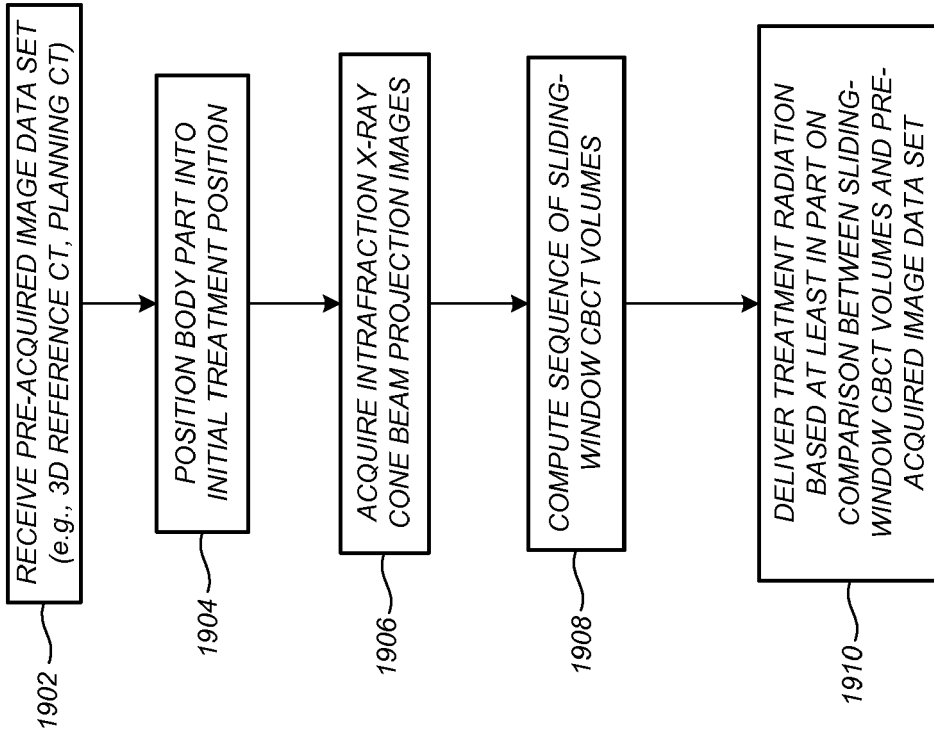 RECEIVE PRE-ACQUIRED IMAGE DATA SET
(e.g., 3D REFERENCE CT, PLANNING CT)
1902
POSITION BODY PART INTO
INITIAL TREATMENT POSITION
1904
ACQUIRE INTRAFRACTION X-RAY
CONE BEAM PROJECTION IMAGES
1906
COMPUTE SEQUENCE OF SLIDING-
WINDOW CBCT VOLUMES
1908
DELIVER TREATMENT RADIATION
BASED AT LEAST IN PART ON
COMPARISON BETWEEN SLIDING-
WINDOW CBCT VOLUMES AND PRE-
ACQUIRED IMAGE DATA SET
1910